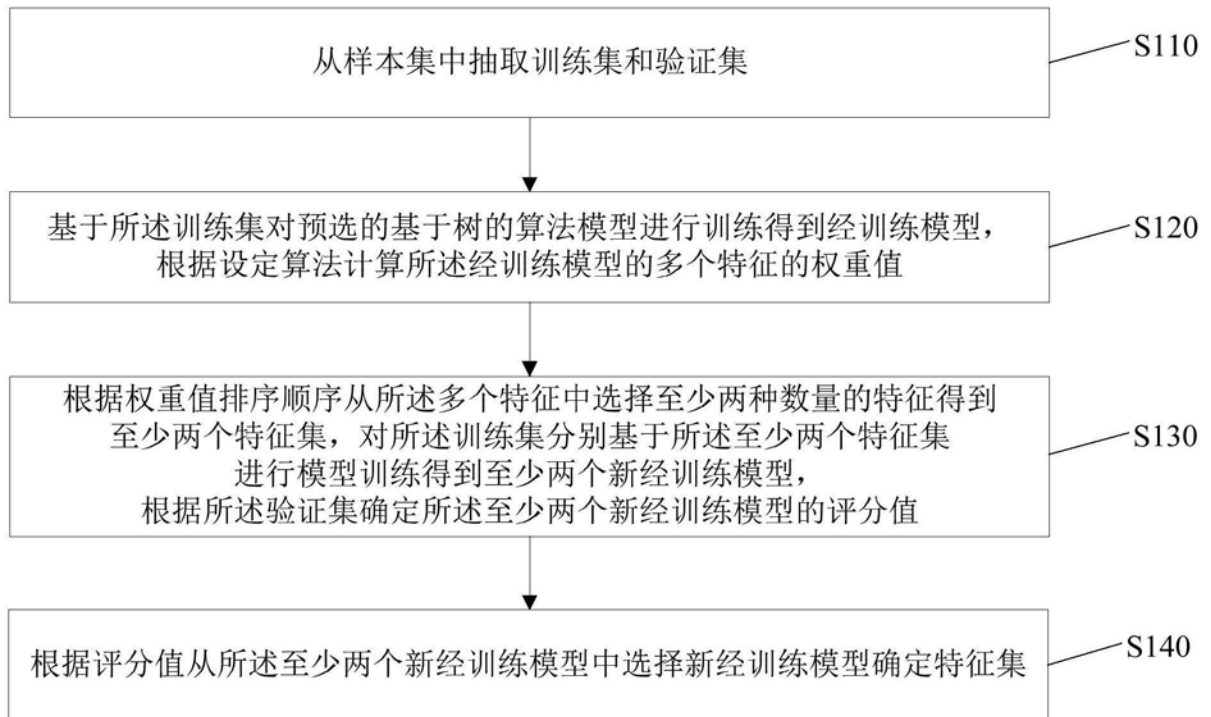 从样本集中抽取训练集和验证集
S110
基于所述训练集对预选的基于树的算法模型进行训练得到经训练模型，
根据设定算法计算所述经训练模型的多个特征的权重值
S120
根据权重值排序顺序从所述多个特征中选择至少两种数量的特征得到
至少两个特征集，对所述训练集分别基于所述至少两个特征集
进行模型训练得到至少两个新经训练模型，
根据所述验证集确定所述至少两个新经训练模型的评分值
S130
根据评分值从所述至少两个新经训练模型中选择新经训练模型确定特征集
S140